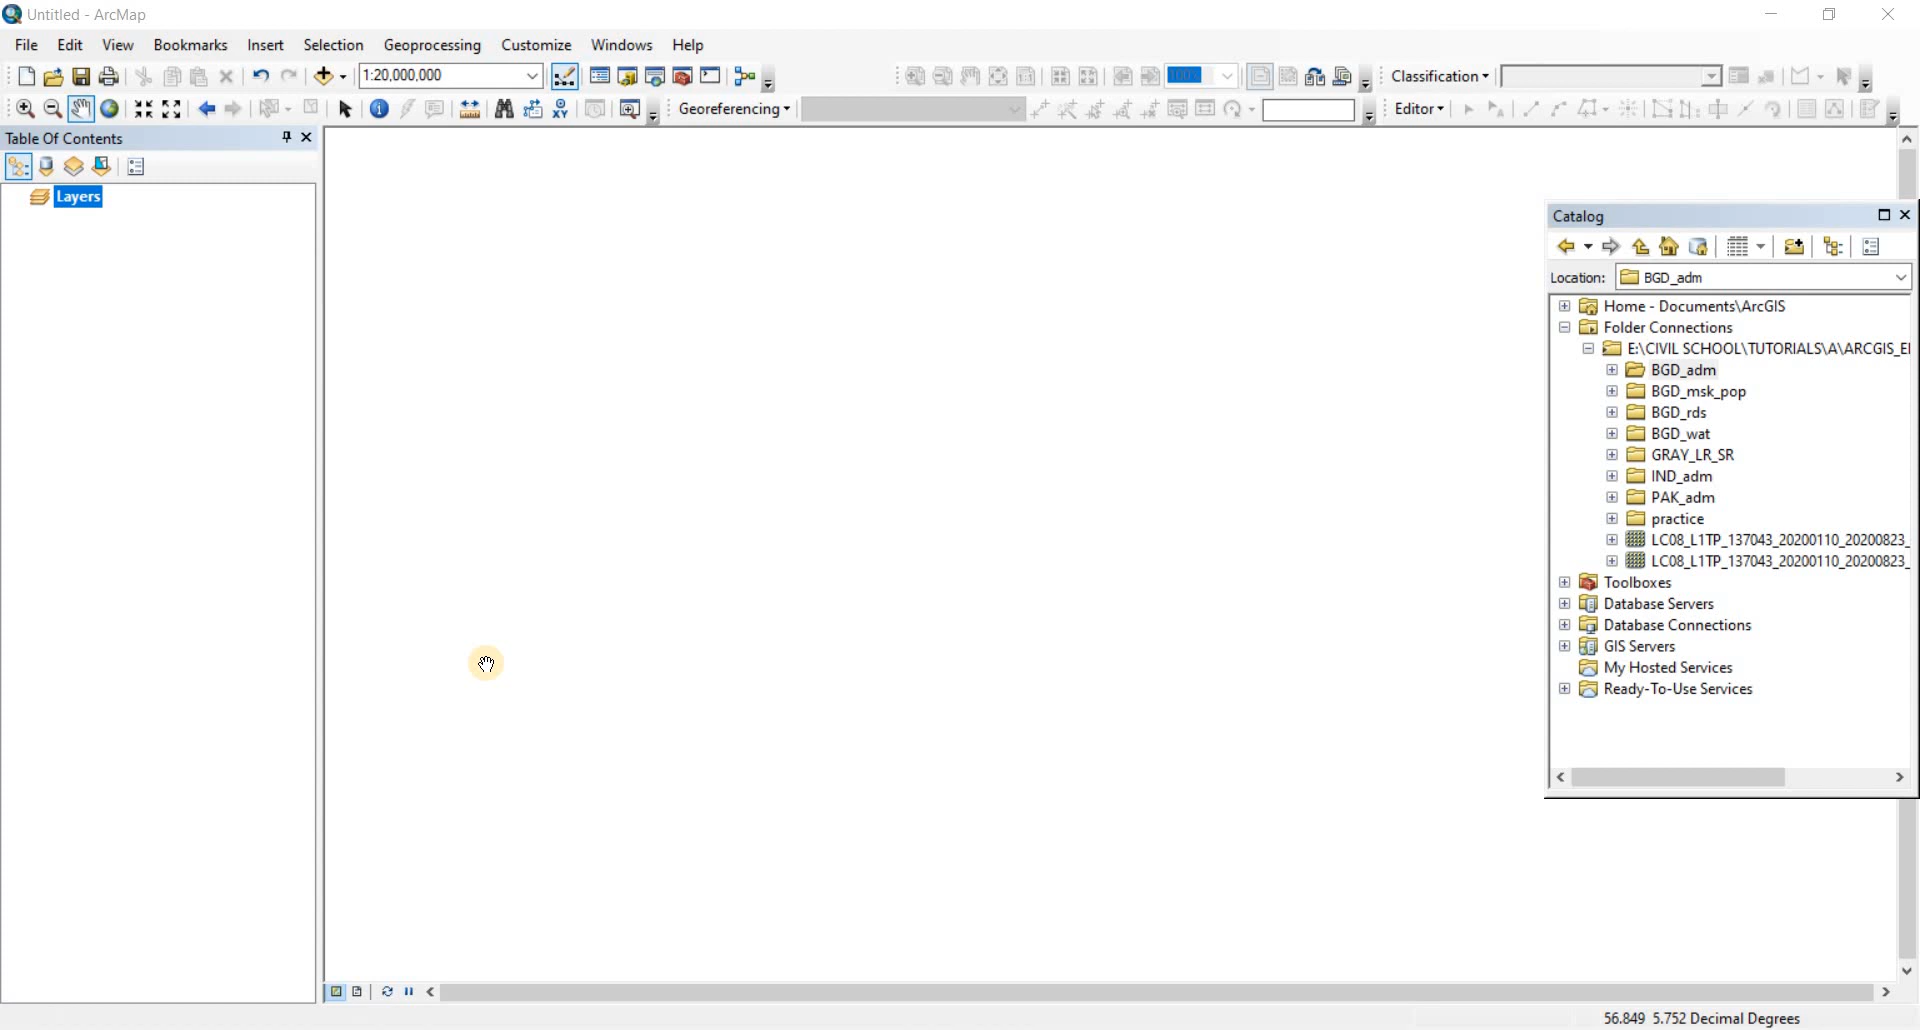 Untitled - ArcMap
File Edit View Bookmarks Insert Selection Geoprocessing Customize Windows Help
1:20,000,000 100% Classification
Georeferencing Editor
Table Of Contents
Layers
Catalog
Location: BGD_adm
Home - Documents\ArcGIS
Folder Connections
E:\CIVIL SCHOOL\TUTORIALS\A\ARCGIS_E
BGD_adm
BGD_msk_pop
BGD_rds
BGD_wat
GRAY_LR_SR
IND_adm
PAK_adm
practice
LC08_L1TP_137043_20200110_20200823_
LC08_L1TP_137043_20200110_20200823_
Toolboxes
Database Servers
Database Connections
GIS Servers
My Hosted Services
Ready-To-Use Services
56.849 5.752 Decimal Degrees